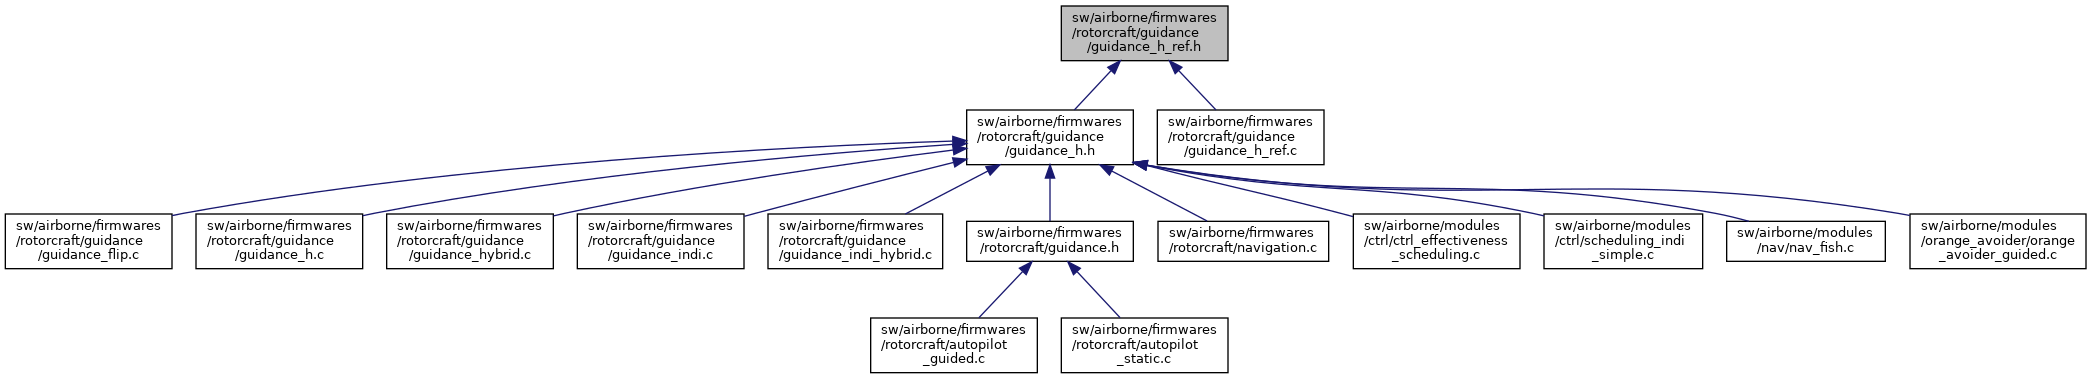 sw/airborne/firmwares
/rotorcraft/guidance
/guidance_h_ref.h
sw/airborne/firmwares
/rotorcraft/guidance
/guidance_h.h
sw/airborne/firmwares
/rotorcraft/guidance
/guidance_h_ref.c
sw/airborne/firmwares
/rotorcraft/guidance
/guidance_flip.c
sw/airborne/firmwares
/rotorcraft/guidance
/guidance_h.c
sw/airborne/firmwares
/rotorcraft/guidance
/guidance_hybrid.c
sw/airborne/firmwares
/rotorcraft/guidance
/guidance_indi.c
sw/airborne/firmwares
/rotorcraft/guidance
/guidance_indi_hybrid.c
sw/airborne/firmwares
/rotorcraft/guidance.h
sw/airborne/firmwares
/rotorcraft/navigation.c
sw/airborne/modules
/ctrl/ctrl_effectiveness
_scheduling.c
sw/airborne/modules
/ctrl/scheduling_indi
_simple.c
sw/airborne/modules
/nav/nav_fish.c
sw/airborne/modules
/orange_avoider/orange
_avoider_guided.c
sw/airborne/firmwares
/rotorcraft/autopilot
_guided.c
sw/airborne/firmwares
/rotorcraft/autopilot
_static.c